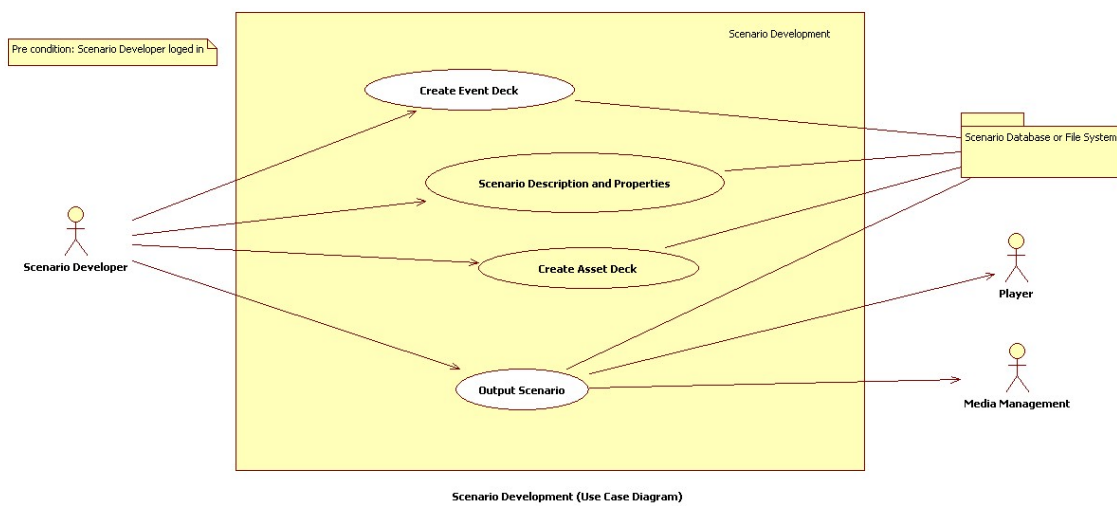 Scenario Development
Pre condition: Scenario Developer loged in
Create Event Deck
Scenario Database or File System
Scenario Description and Properties
Scenario Developer
Create Asset Deck
Player
Output Scenario
Media Management
Scenario Development (Use Case Diagram)